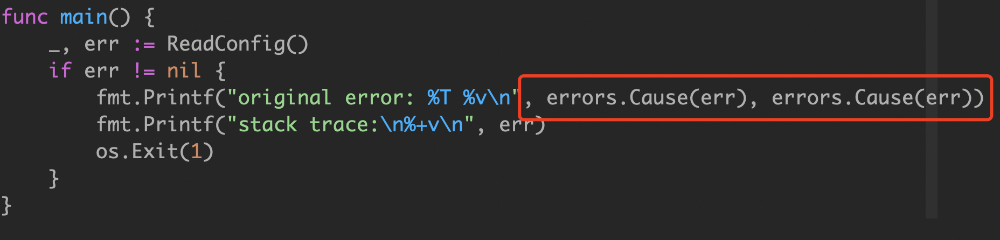 func main() {
    _, err := ReadConfig()
    if err != nil {
        fmt.Printf("original error: %T %v\n", errors.Cause(err), errors.Cause(err))
        fmt.Printf("stack trace:\n%+v\n", err)
        os.Exit(1)
    }
}